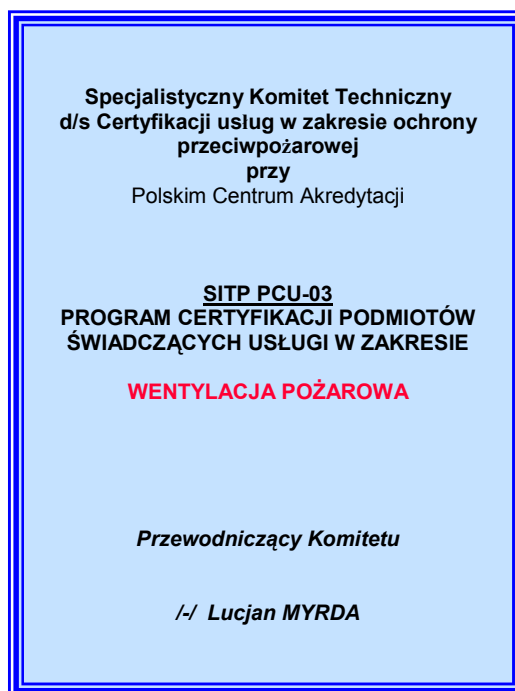 Specjalistyczny Komitet Techniczny
d/s Certyfikacji usług w zakresie ochrony
przeciwpożarowej
przy
Polskim Centrum Akredytacji
SITP PCU-03
PROGRAM CERTYFIKACJI PODMIOTÓW
ŚWIADCZĄCYCH USŁUGI W ZAKRESIE
WENTYLACJA POŻAROWA
Przewodniczący Komitetu
/-/ Lucjan MYRDA